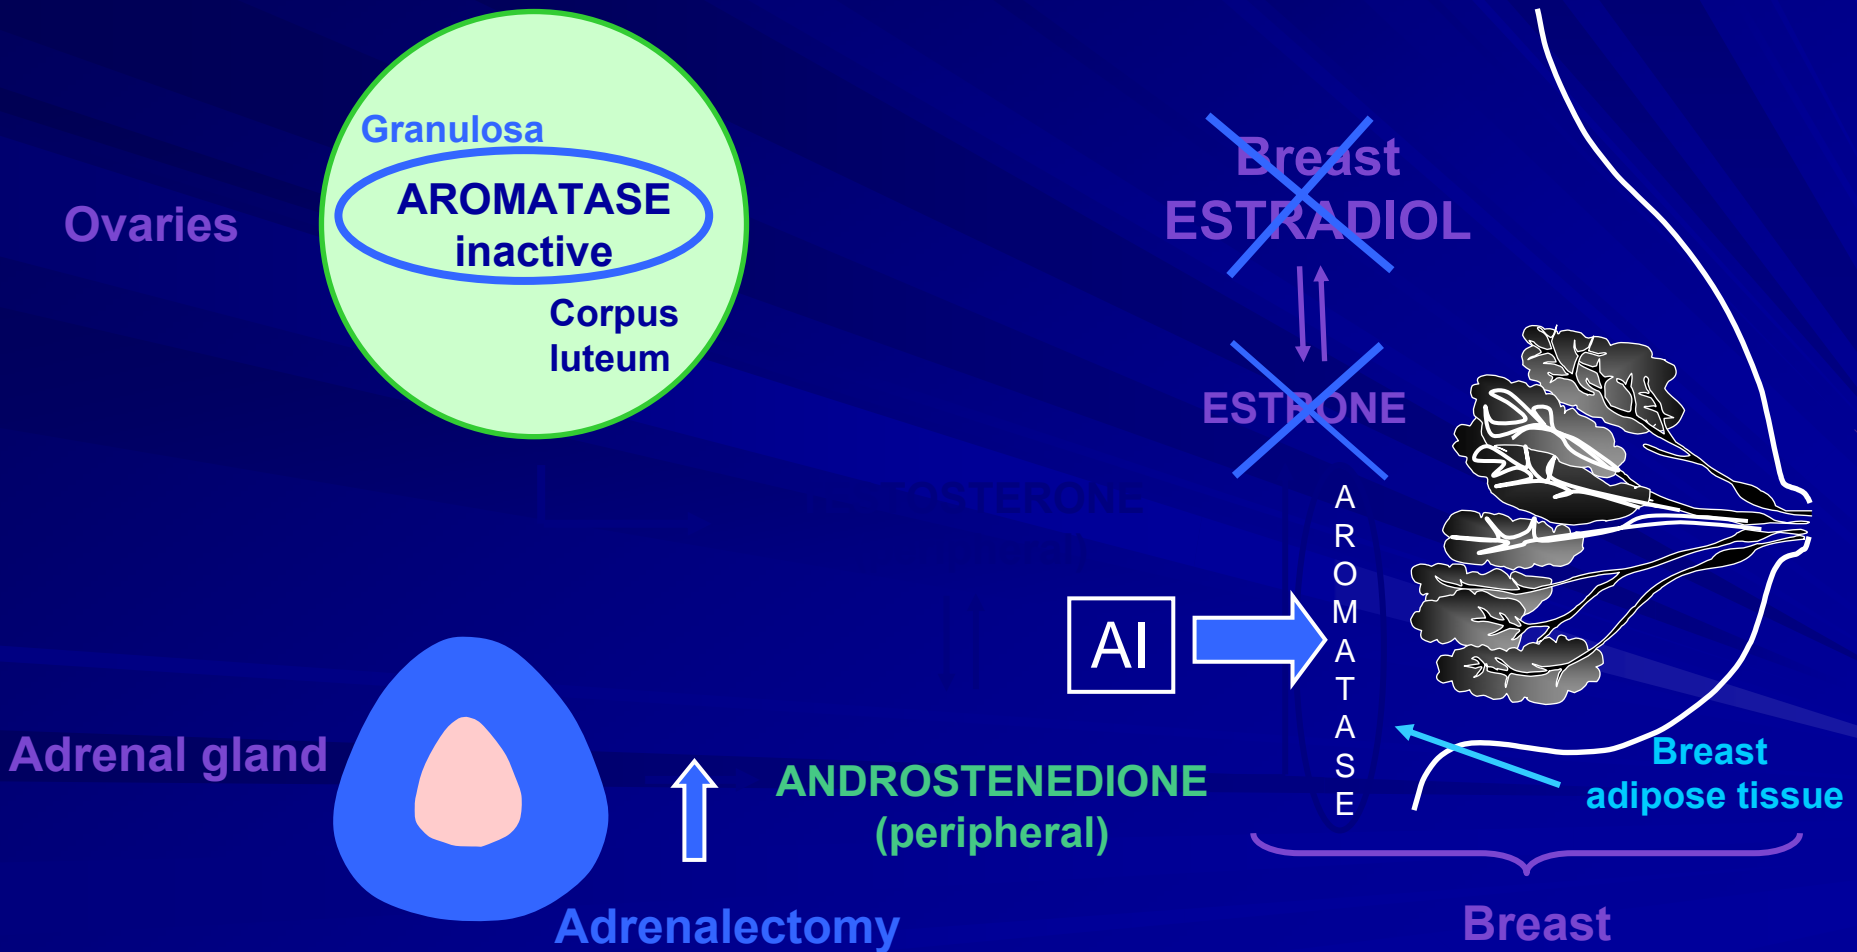 Granulosa
AROMATASE
inactive
Corpus
luteum
Ovaries
Breast
ESTRADIOL
ESTRONE
AROMATASE
AI
Adrenal gland
ANDROSTENEDIONE
(peripheral)
Adrenalectomy
Breast
adipose tissue
Breast